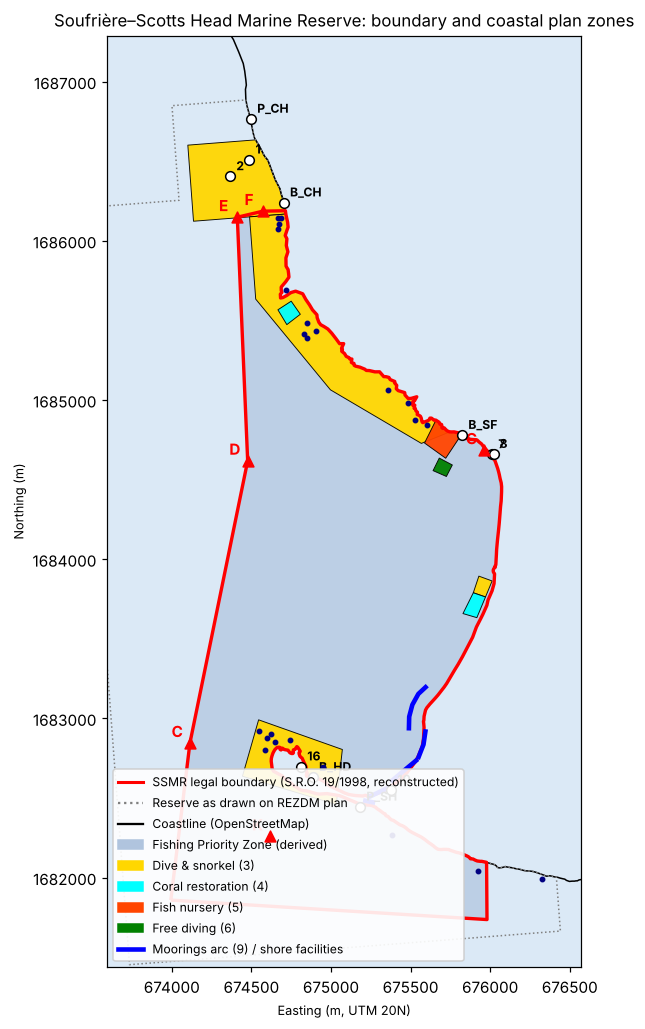 Soufrière–Scotts Head Marine Reserve: boundary and coastal plan zones
1687000
P_CH
1
2
B_CH
E
F
1686000
1685000
B_SF
G
D
1684000
1683000
C
16
SSMR legal boundary (S.R.O. 19/1998, reconstructed)
Reserve as drawn on REZDM plan
Coastline (OpenStreetMap)
Fishing Priority Zone (derived)
Dive & snorkel (3)
Coral restoration (4)
Fish nursery (5)
Free diving (6)
Moorings arc (9) / shore facilities
1682000
674000 674500 675000 675500 676000 676500
Easting (m, UTM 20N)
Northing (m)